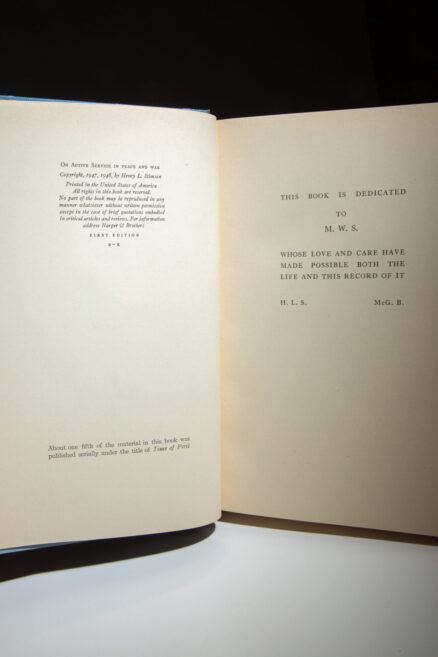 On Active Service in peace and war
Copyright, 1947, 1948, by Henry L. Stimson
Printed in the United States of America
All rights in this book are reserved.
No part of the book may be reproduced in any
manner whatsoever without written permission
except in the case of brief quotations embodied
in critical articles and reviews. For information
address Harper & Brothers
FIRST EDITION
B-X
About one fifth of the material in this book was
published serially under the title of Time of Peril
THIS BOOK IS DEDICATED
TO
M. W. S.
WHOSE LOVE AND CARE HAVE
MADE POSSIBLE BOTH THE
LIFE AND THIS RECORD OF IT
H. L. S. McG. B.